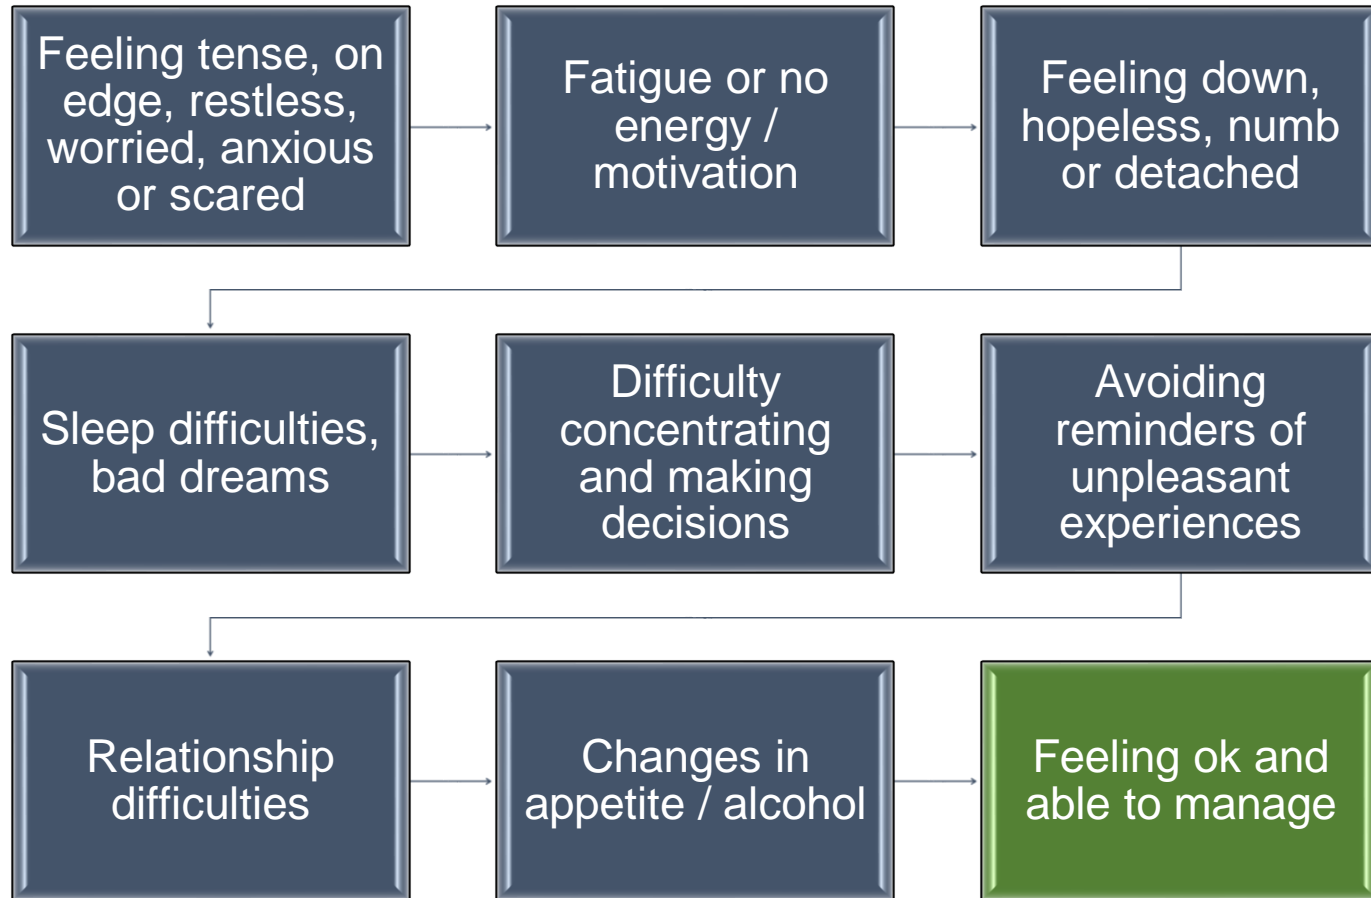 Feeling tense, on
edge, restless,
worried, anxious
or scared
Fatigue or no
energy /
motivation
Feeling down,
hopeless, numb
or detached
Sleep difficulties,
bad dreams
Difficulty
concentrating
and making
decisions
Avoiding
reminders of
unpleasant
experiences
Relationship
difficulties
Changes in
appetite / alcohol
Feeling ok and
able to manage